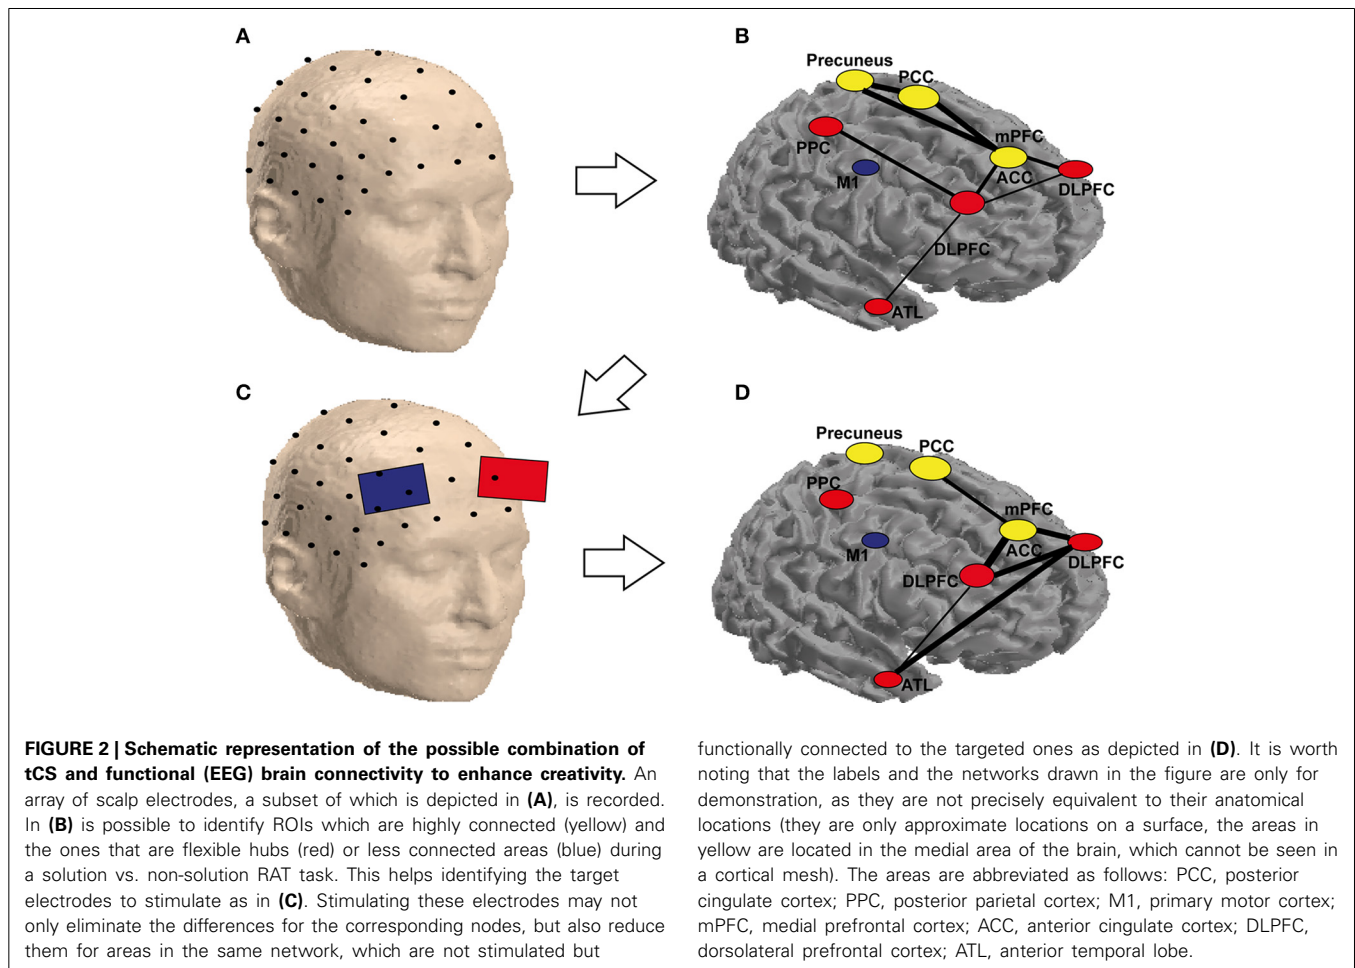 A
B
Precuneus
PCC
mPFC
PPC
M1
ACC
DLPFC
DLPFC
ATL
C
D
Precuneus
PCC
PPC
mPFC
M1
ACC
DLPFC
DLPFC
ATL
FIGURE 2 | Schematic representation of the possible combination of
tCS and functional (EEG) brain connectivity to enhance creativity. An
array of scalp electrodes, a subset of which is depicted in (A), is recorded.
In (B) is possible to identify ROIs which are highly connected (yellow) and
the ones that are flexible hubs (red) or less connected areas (blue) during
a solution vs. non-solution RAT task. This helps identifying the target
electrodes to stimulate as in (C). Stimulating these electrodes may not
only eliminate the differences for the corresponding nodes, but also reduce
them for areas in the same network, which are not stimulated but
functionally connected to the targeted ones as depicted in (D). It is worth
noting that the labels and the networks drawn in the figure are only for
demonstration, as they are not precisely equivalent to their anatomical
locations (they are only approximate locations on a surface, the areas in
yellow are located in the medial area of the brain, which cannot be seen in
a cortical mesh). The areas are abbreviated as follows: PCC, posterior
cingulate cortex; PPC, posterior parietal cortex; M1, primary motor cortex;
mPFC, medial prefrontal cortex; ACC, anterior cingulate cortex; DLPFC,
dorsolateral prefrontal cortex; ATL, anterior temporal lobe.